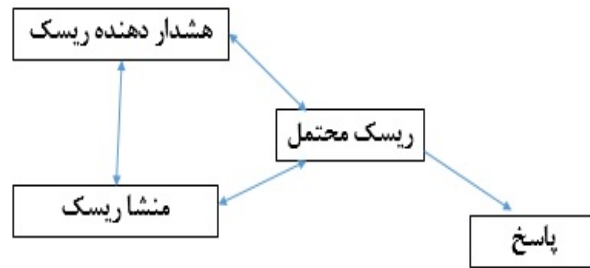 هشدار دهنده ریسک
ریسک محتمل
منشا ریسک
پاسخ